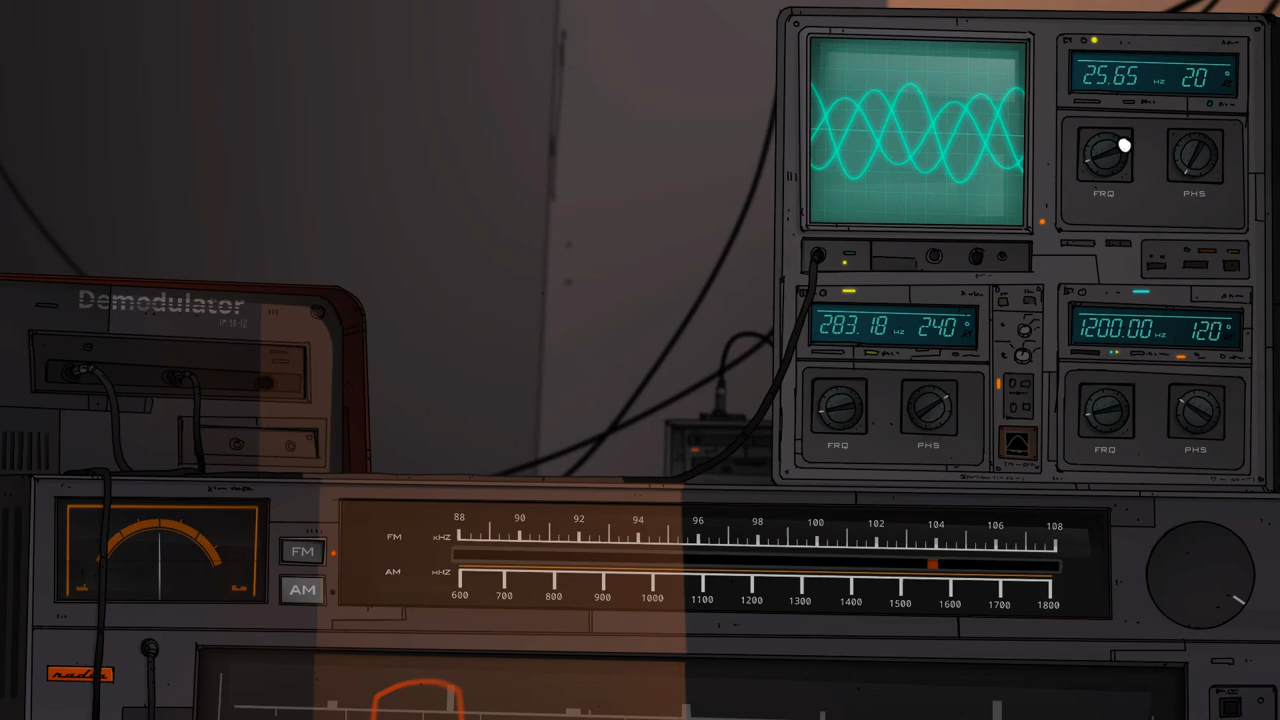 25.65 HZ 20°
FRQ PHS
Demodulator
283.18 HZ 240°
1200.00 HZ 120°
FRQ PHS
FRQ PHS
88 90 92 94 96 98 100 102 104 106 108
FM KHZ
FM
AM MHZ
AM
600 700 800 900 1000 1100 1200 1300 1400 1500 1600 1700 1800